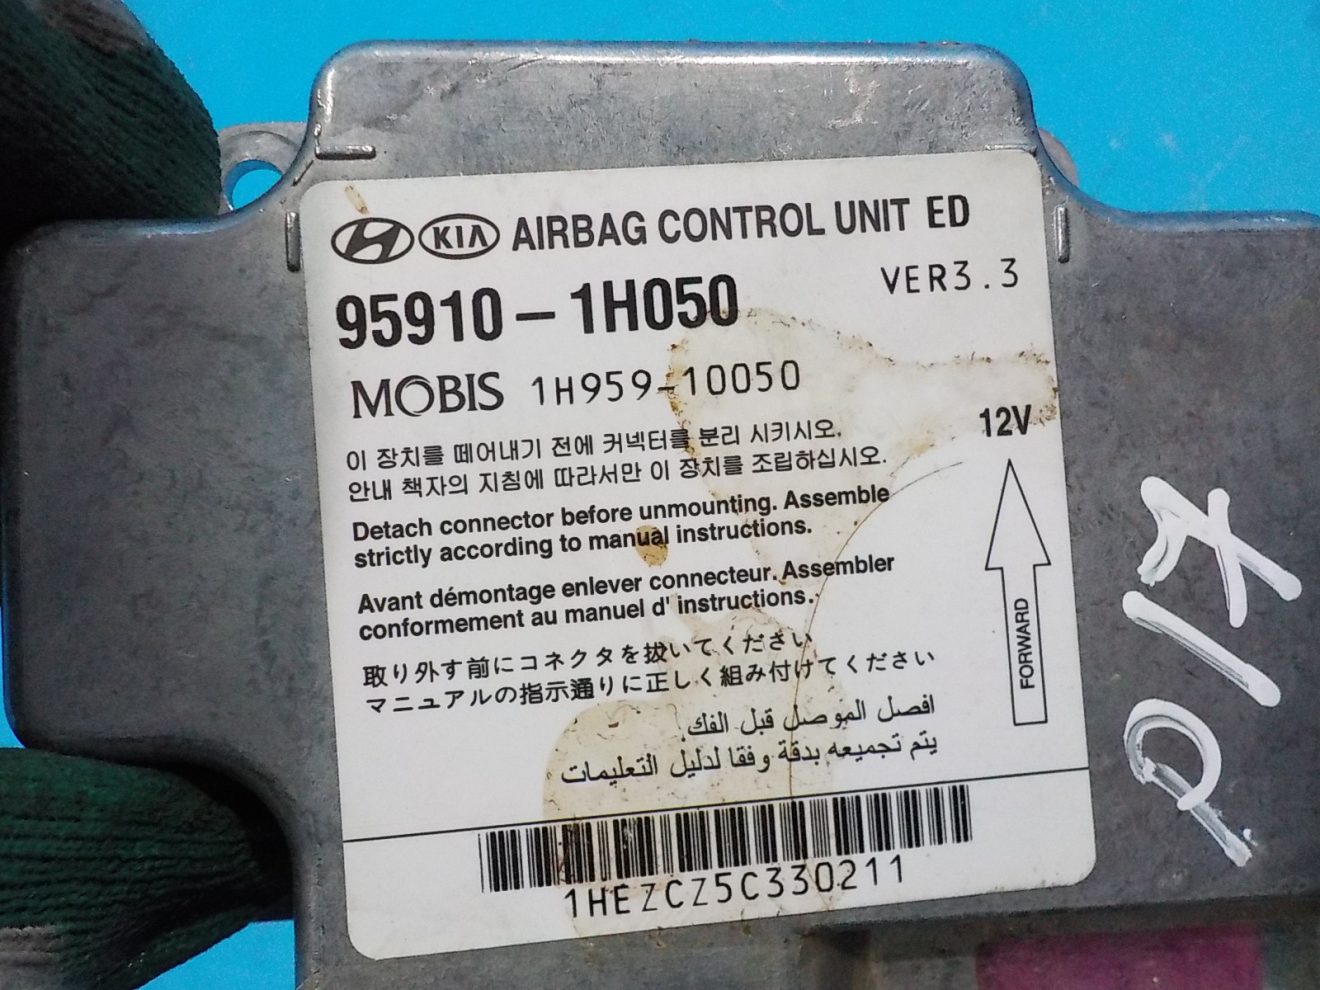 KIA AIRBAG CONTROL UNIT ED
95910-1H050 VER3.3
MOBIS 1H959-10050
12V
이 장치를 떼어내기 전에 커넥터를 분리 시키시오.
안내 책자의 지침에 따라서만 이 장치를 조립하십시오.
Detach connector before unmounting. Assemble
strictly according to manual instructions.
Avant démontage enlever connecteur. Assembler
conformement au manuel d' instructions.
FORWARD
取り外す前にコネクタを抜いてください
マニュアルの指示通りに正しく組み付けてください
افصل الموصل قبل الفك.
يتم تجميعه بدقة وفقا لدليل التعليمات
1HEZCZ5C330211